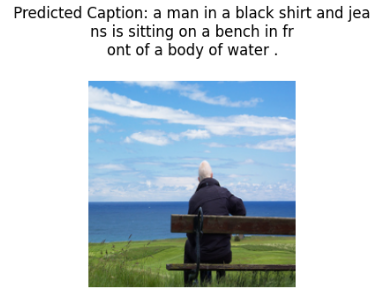 Predicted Caption: a man in a black shirt and jea
ns is sitting on a bench in fr
ont of a body of water .